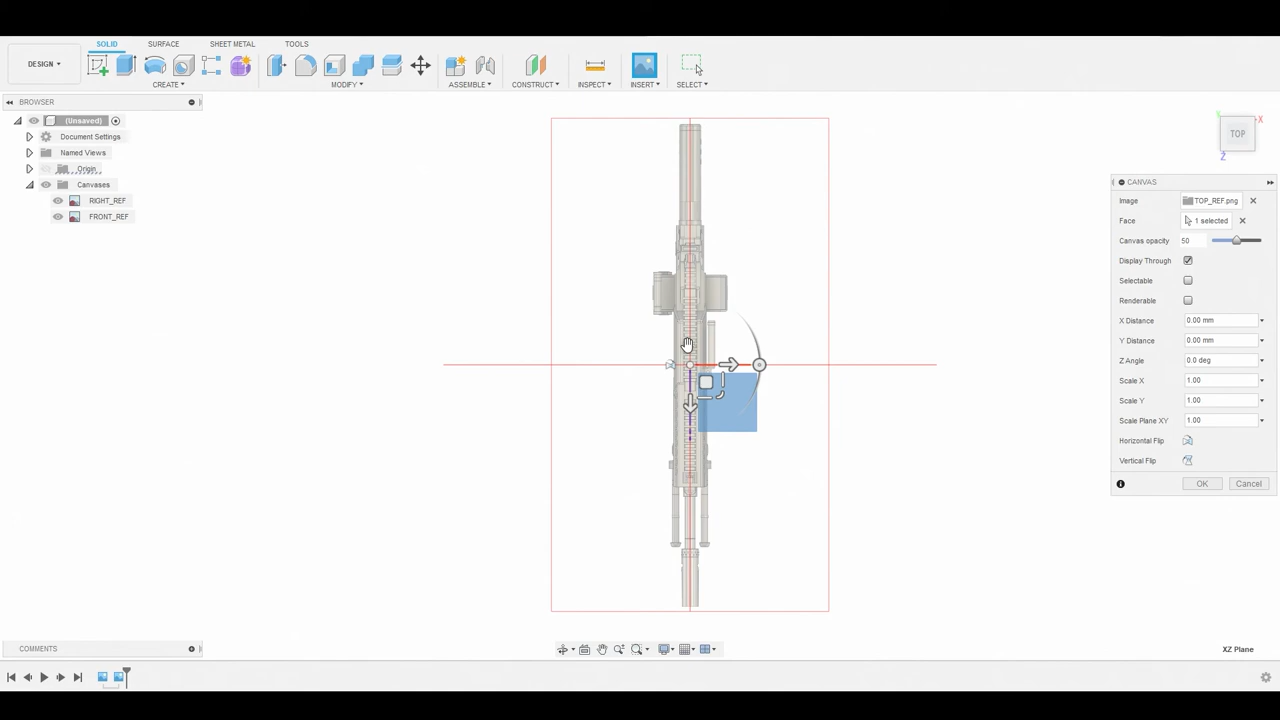 SOLID SURFACE SHEET METAL TOOLS
DESIGN
CREATE MODIFY ASSEMBLE CONSTRUCT INSPECT INSERT SELECT
BROWSER
(Unsaved)
Document Settings
Named Views
Origin
Canvases
RIGHT_REF
FRONT_REF
Y
X
TOP
Z
CANVAS
Image TOP_REF.png
Face 1 selected
Canvas opacity 50
Display Through
Selectable
Renderable
X Distance 0.00 mm
Y Distance 0.00 mm
Z Angle 0.0 deg
Scale X 1.00
Scale Y 1.00
Scale Plane XY 1.00
Horizontal Flip
Vertical Flip
OK Cancel
COMMENTS
XZ Plane